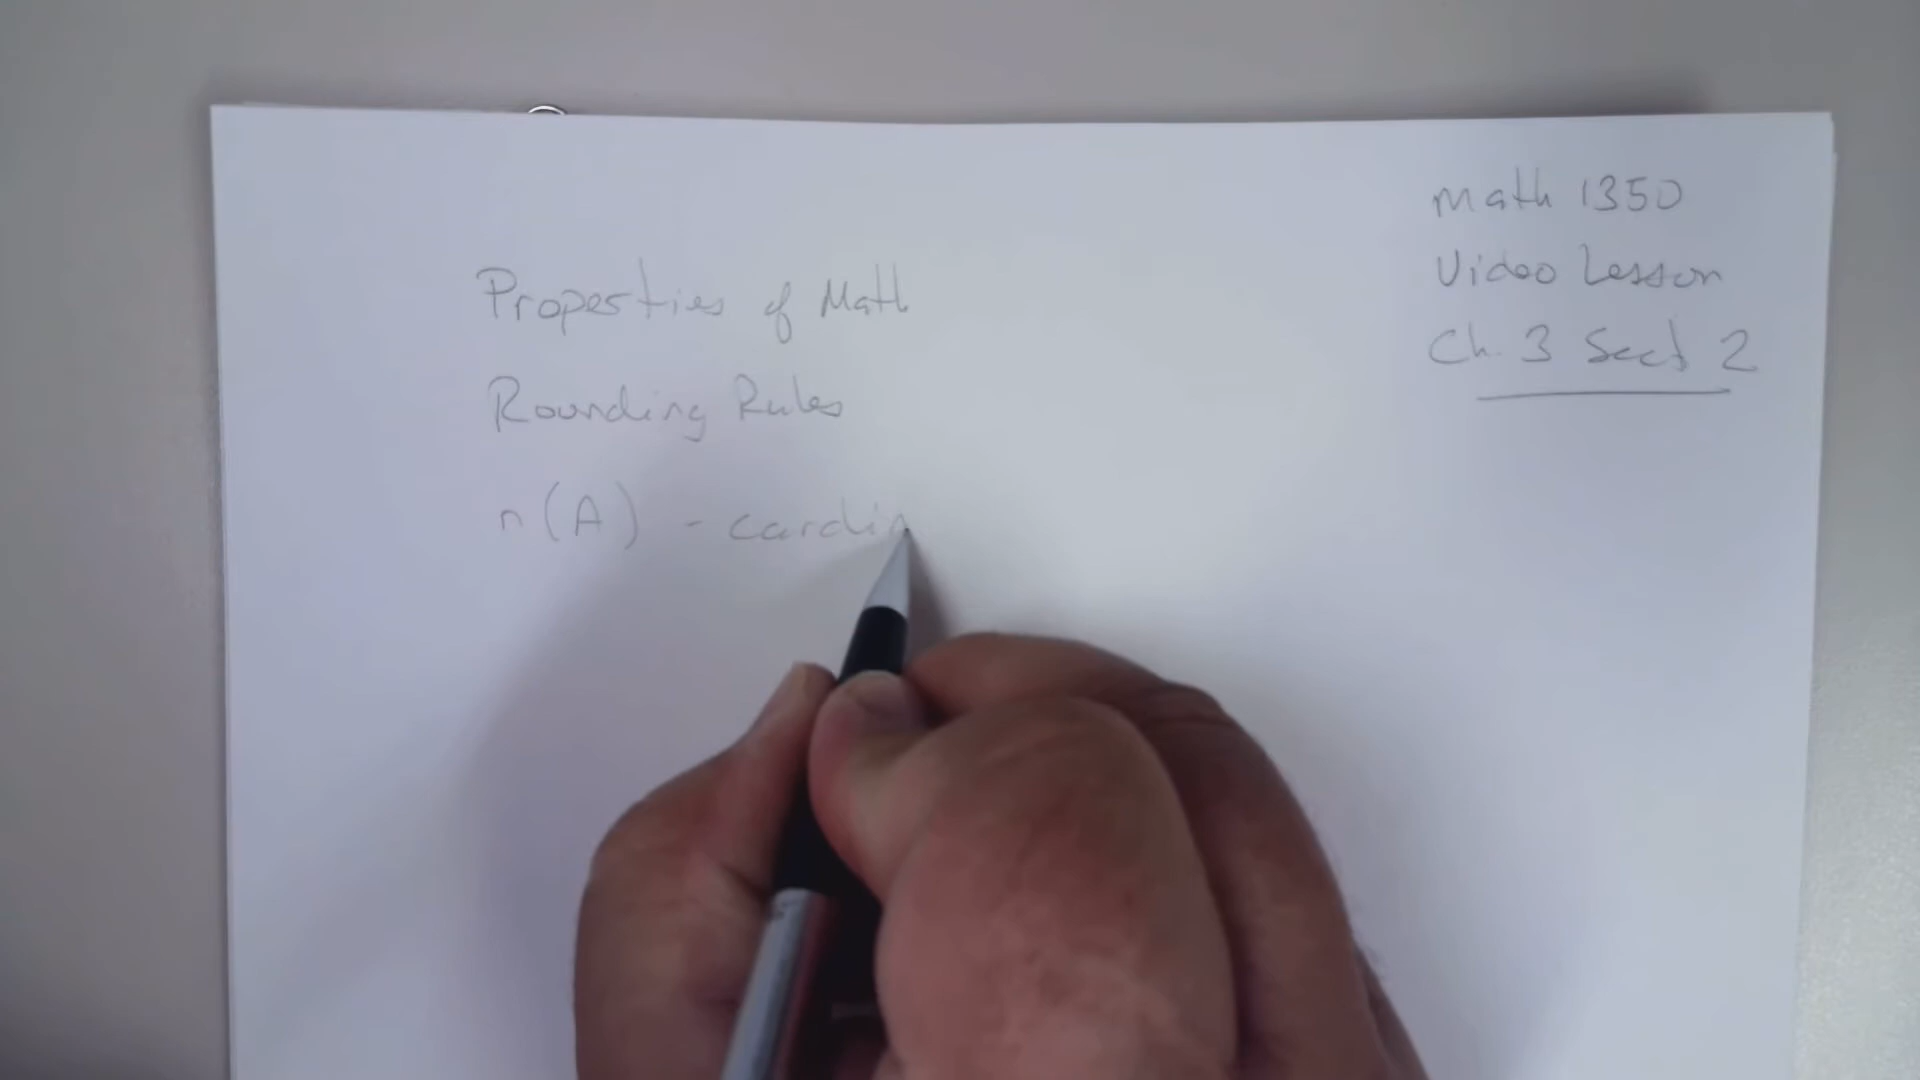 Math 1350
Video Lesson
Ch. 3 Sect 2
Properties of Math
Rounding Rules
n(A) - cardin